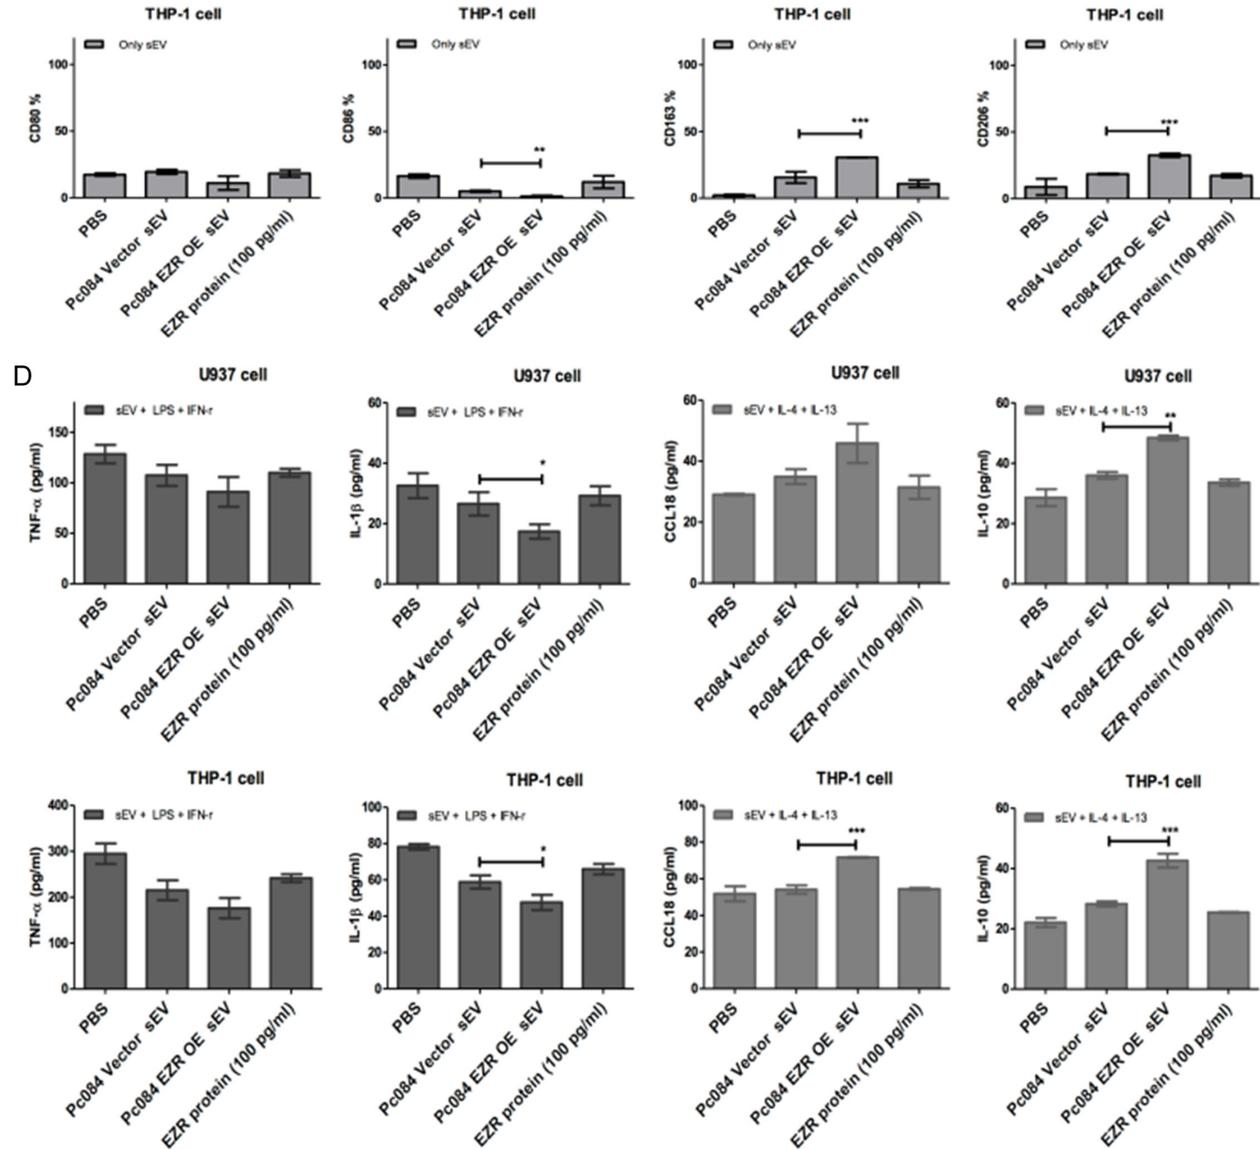 THP-1 cell
Only sEV
CD80 %
100
50
0
PBS
Pc084 Vector sEV
Pc084 EZR OE sEV
EZR protein (100 pg/ml)
THP-1 cell
Only sEV
CD86 %
100
50
0
**
PBS
Pc084 Vector sEV
Pc084 EZR OE sEV
EZR protein (100 pg/ml)
THP-1 cell
Only sEV
CD163 %
100
50
0
***
PBS
Pc084 Vector sEV
Pc084 EZR OE sEV
EZR protein (100 pg/ml)
THP-1 cell
Only sEV
CD206 %
100
50
0
***
PBS
Pc084 Vector sEV
Pc084 EZR OE sEV
EZR protein (100 pg/ml)
D
U937 cell
sEV + LPS + IFN-r
TNF-α (pg/ml)
150
100
50
0
PBS
Pc084 Vector sEV
Pc084 EZR OE sEV
EZR protein (100 pg/ml)
U937 cell
sEV + LPS + IFN-r
IL-1β (pg/ml)
60
40
20
0
*
PBS
Pc084 Vector sEV
Pc084 EZR OE sEV
EZR protein (100 pg/ml)
U937 cell
sEV + IL-4 + IL-13
CCL18 (pg/ml)
60
40
20
0
PBS
Pc084 Vector sEV
Pc084 EZR OE sEV
EZR protein (100 pg/ml)
U937 cell
sEV + IL-4 + IL-13
IL-10 (pg/ml)
60
40
20
0
**
PBS
Pc084 Vector sEV
Pc084 EZR OE sEV
EZR protein (100 pg/ml)
THP-1 cell
sEV + LPS + IFN-r
TNF-α (pg/ml)
400
300
200
100
0
PBS
Pc084 Vector sEV
Pc084 EZR OE sEV
EZR protein (100 pg/ml)
THP-1 cell
sEV + LPS + IFN-r
IL-1β (pg/ml)
100
80
60
40
20
0
*
PBS
Pc084 Vector sEV
Pc084 EZR OE sEV
EZR protein (100 pg/ml)
THP-1 cell
sEV + IL-4 + IL-13
CCL18 (pg/ml)
100
80
60
40
20
0
***
PBS
Pc084 Vector sEV
Pc084 EZR OE sEV
EZR protein (100 pg/ml)
THP-1 cell
sEV + IL-4 + IL-13
IL-10 (pg/ml)
60
40
20
0
***
PBS
Pc084 Vector sEV
Pc084 EZR OE sEV
EZR protein (100 pg/ml)